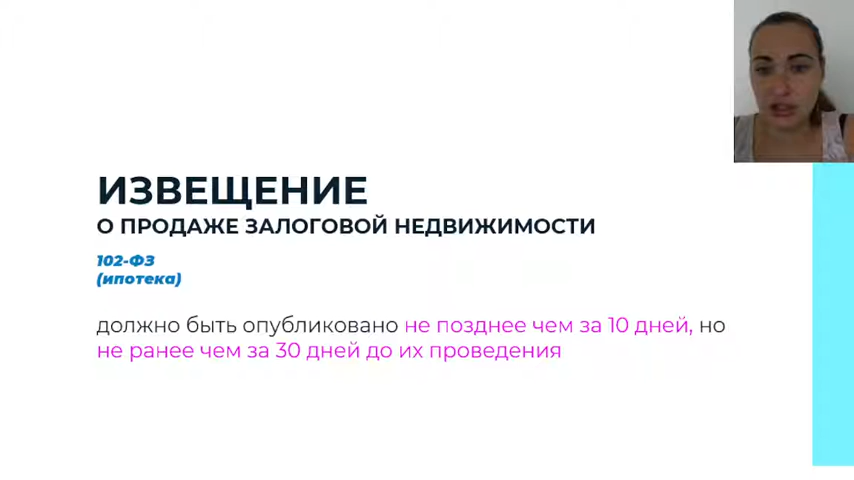 ИЗВЕЩЕНИЕ
О ПРОДАЖЕ ЗАЛОГОВОЙ НЕДВИЖИМОСТИ
102-ФЗ
(ипотека)
должно быть опубликовано не позднее чем за 10 дней, но
не ранее чем за 30 дней до их проведения